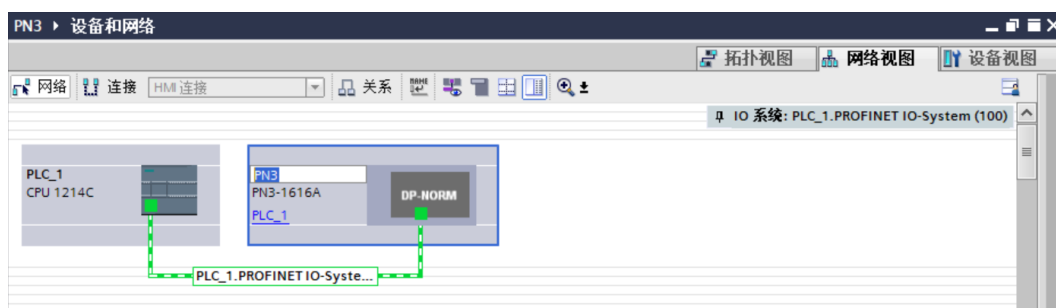 PN3 ▸ 设备和网络
拓扑视图 网络视图 设备视图
网络 连接 HMI 连接 关系
IO 系统: PLC_1.PROFINET IO-System (100)
PLC_1
CPU 1214C
PN3
PN3-1616A
PLC_1
DP-NORM
PLC_1.PROFINET IO-Syste...